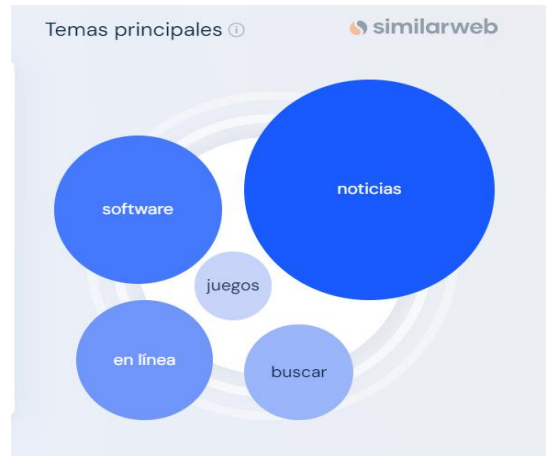 Temas principales
similarweb
noticias
software
juegos
en línea
buscar